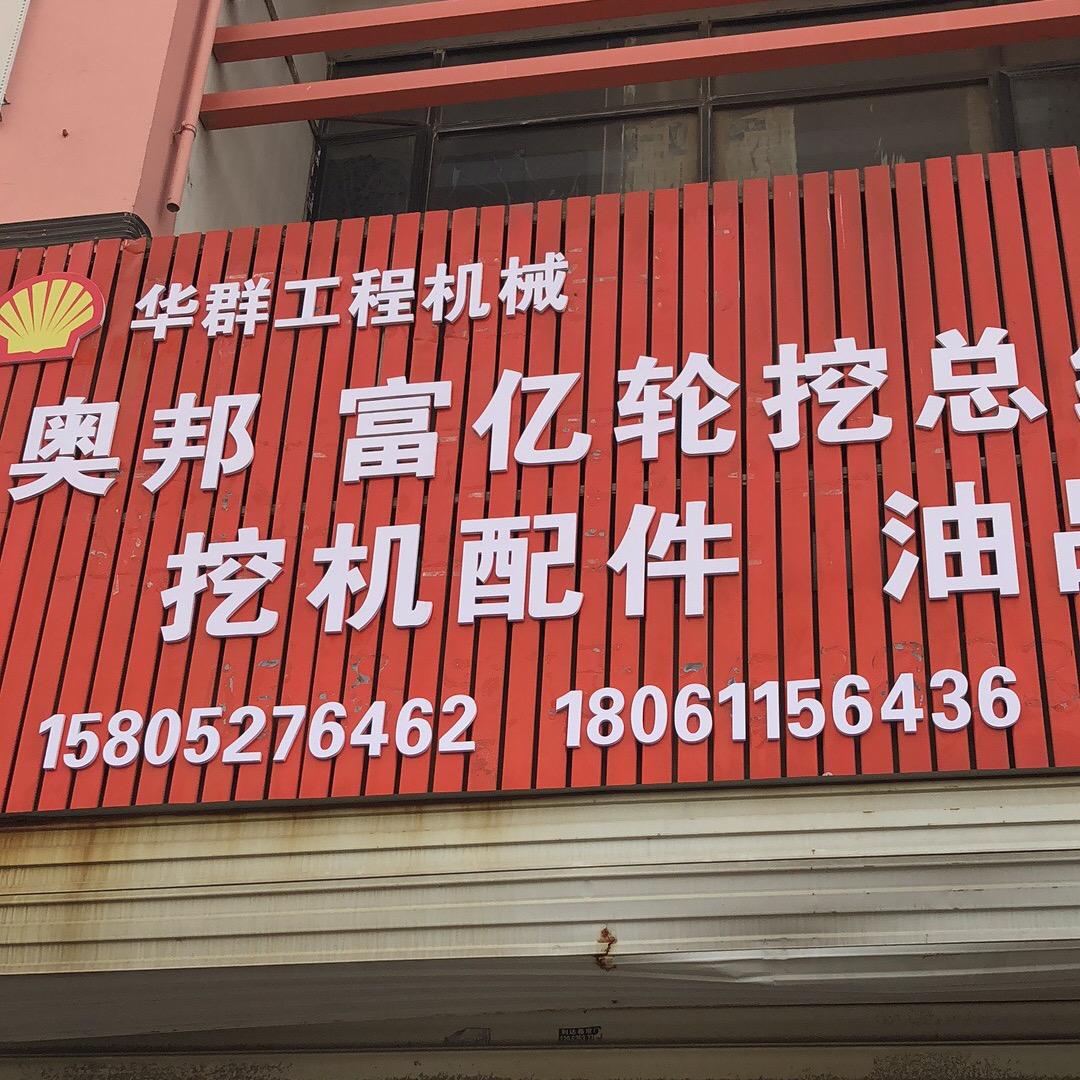 华群工程机械
奥邦 富亿轮挖总
挖机配件 油
15805276462 18061156436